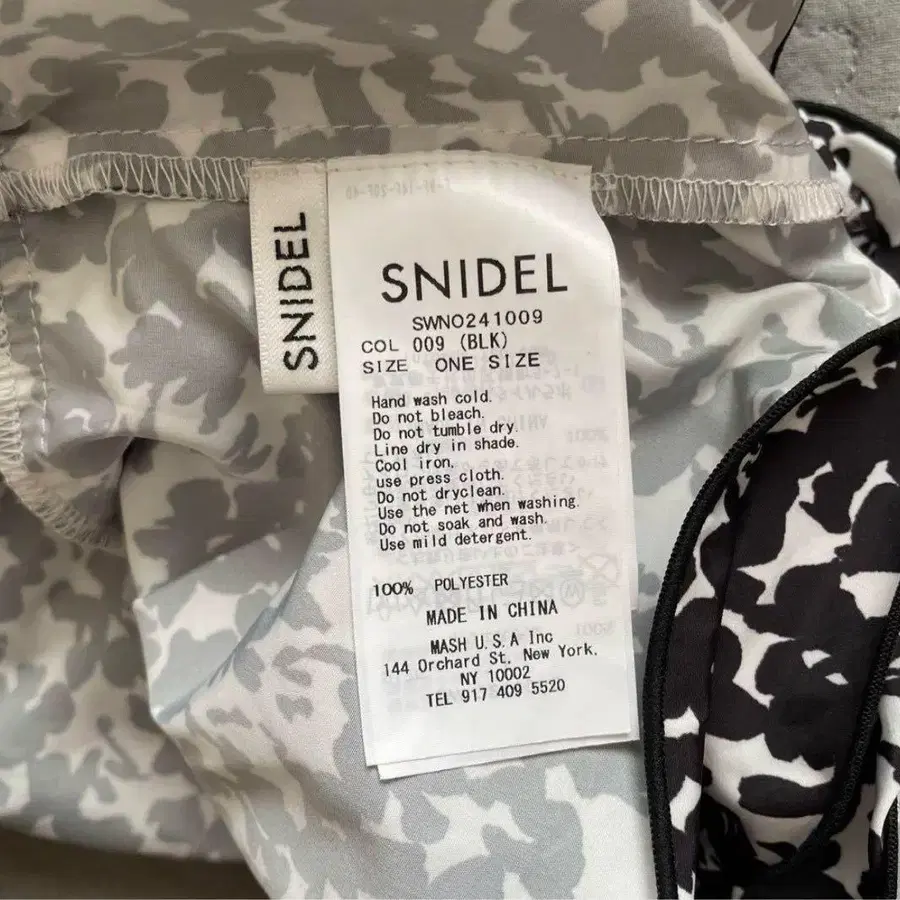 SNIDEL
SNIDEL
SWNO241009
COL 009 (BLK)
SIZE ONE SIZE
Hand wash cold.
Do not bleach.
Do not tumble dry.
Line dry in shade.
Cool iron.
use press cloth.
Do not dryclean.
Use the net when washing.
Do not soak and wash.
Use mild detergent.
100% POLYESTER
MADE IN CHINA
MASH U.S.A Inc
144 Orchard St, New York,
NY 10002
TEL 917 409 5520